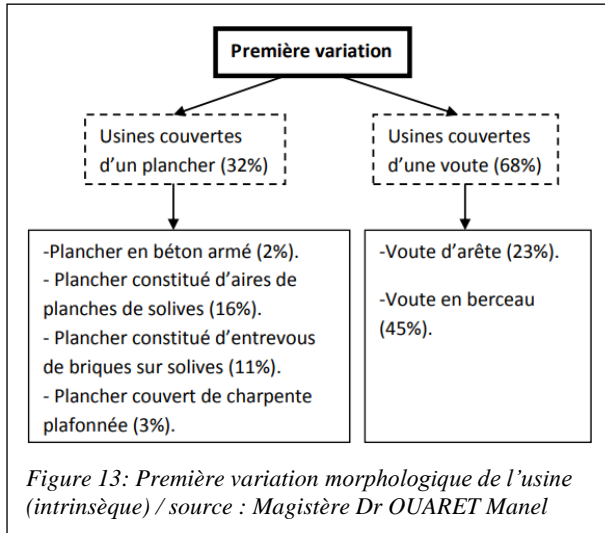 Première variation
Usines couvertes
d'un plancher (32%)
Usines couvertes
d'une voute (68%)
-Plancher en béton armé (2%).
- Plancher constitué d'aires de
planches de solives (16%).
- Plancher constitué d'entrevous
de briques sur solives (11%).
- Plancher couvert de charpente
plafonnée (3%).
-Voute d'arête (23%).
-Voute en berceau
(45%).
Figure 13: Première variation morphologique de l'usine
(intrinsèque) / source : Magistère Dr OUARET Manel